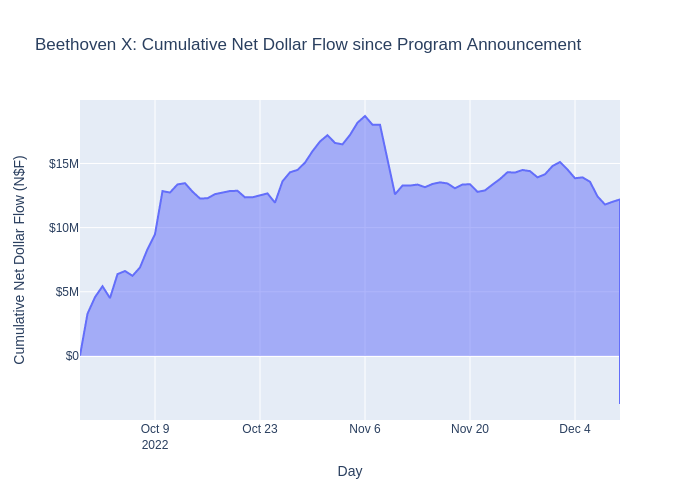 Beethoven X: Cumulative Net Dollar Flow since Program Announcement
Cumulative Net Dollar Flow (N$F)
$15M
$10M
$5M
$0
Oct 9
2022
Oct 23
Nov 6
Nov 20
Dec 4
Day